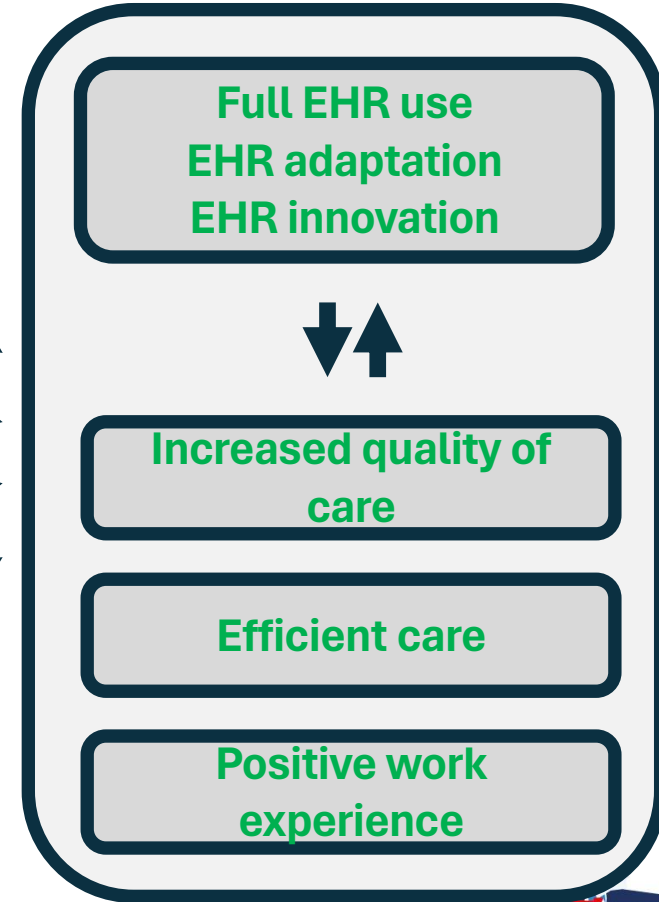 Full EHR use
EHR adaptation
EHR innovation
Increased quality of
care
Efficient care
Positive work
experience